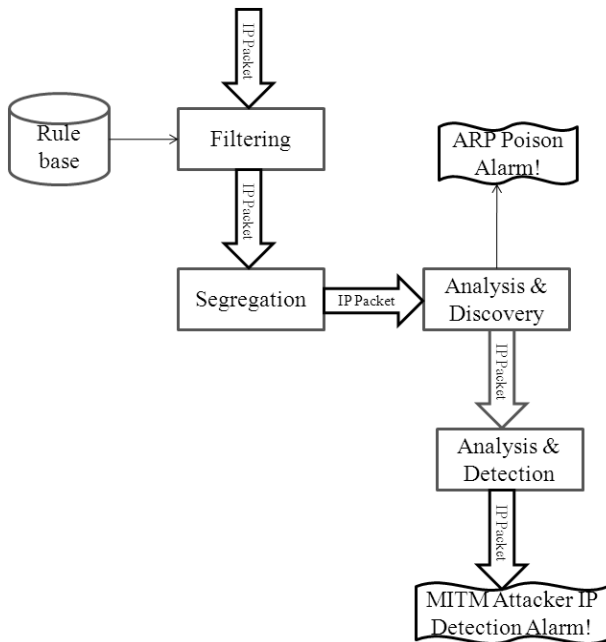 IP Packet
Rule
base
Filtering
ARP Poison
Alarm!
IP Packet
Segregation
IP Packet
Analysis &
Discovery
IP Packet
Analysis &
Detection
IP Packet
MITM Attacker IP
Detection Alarm!